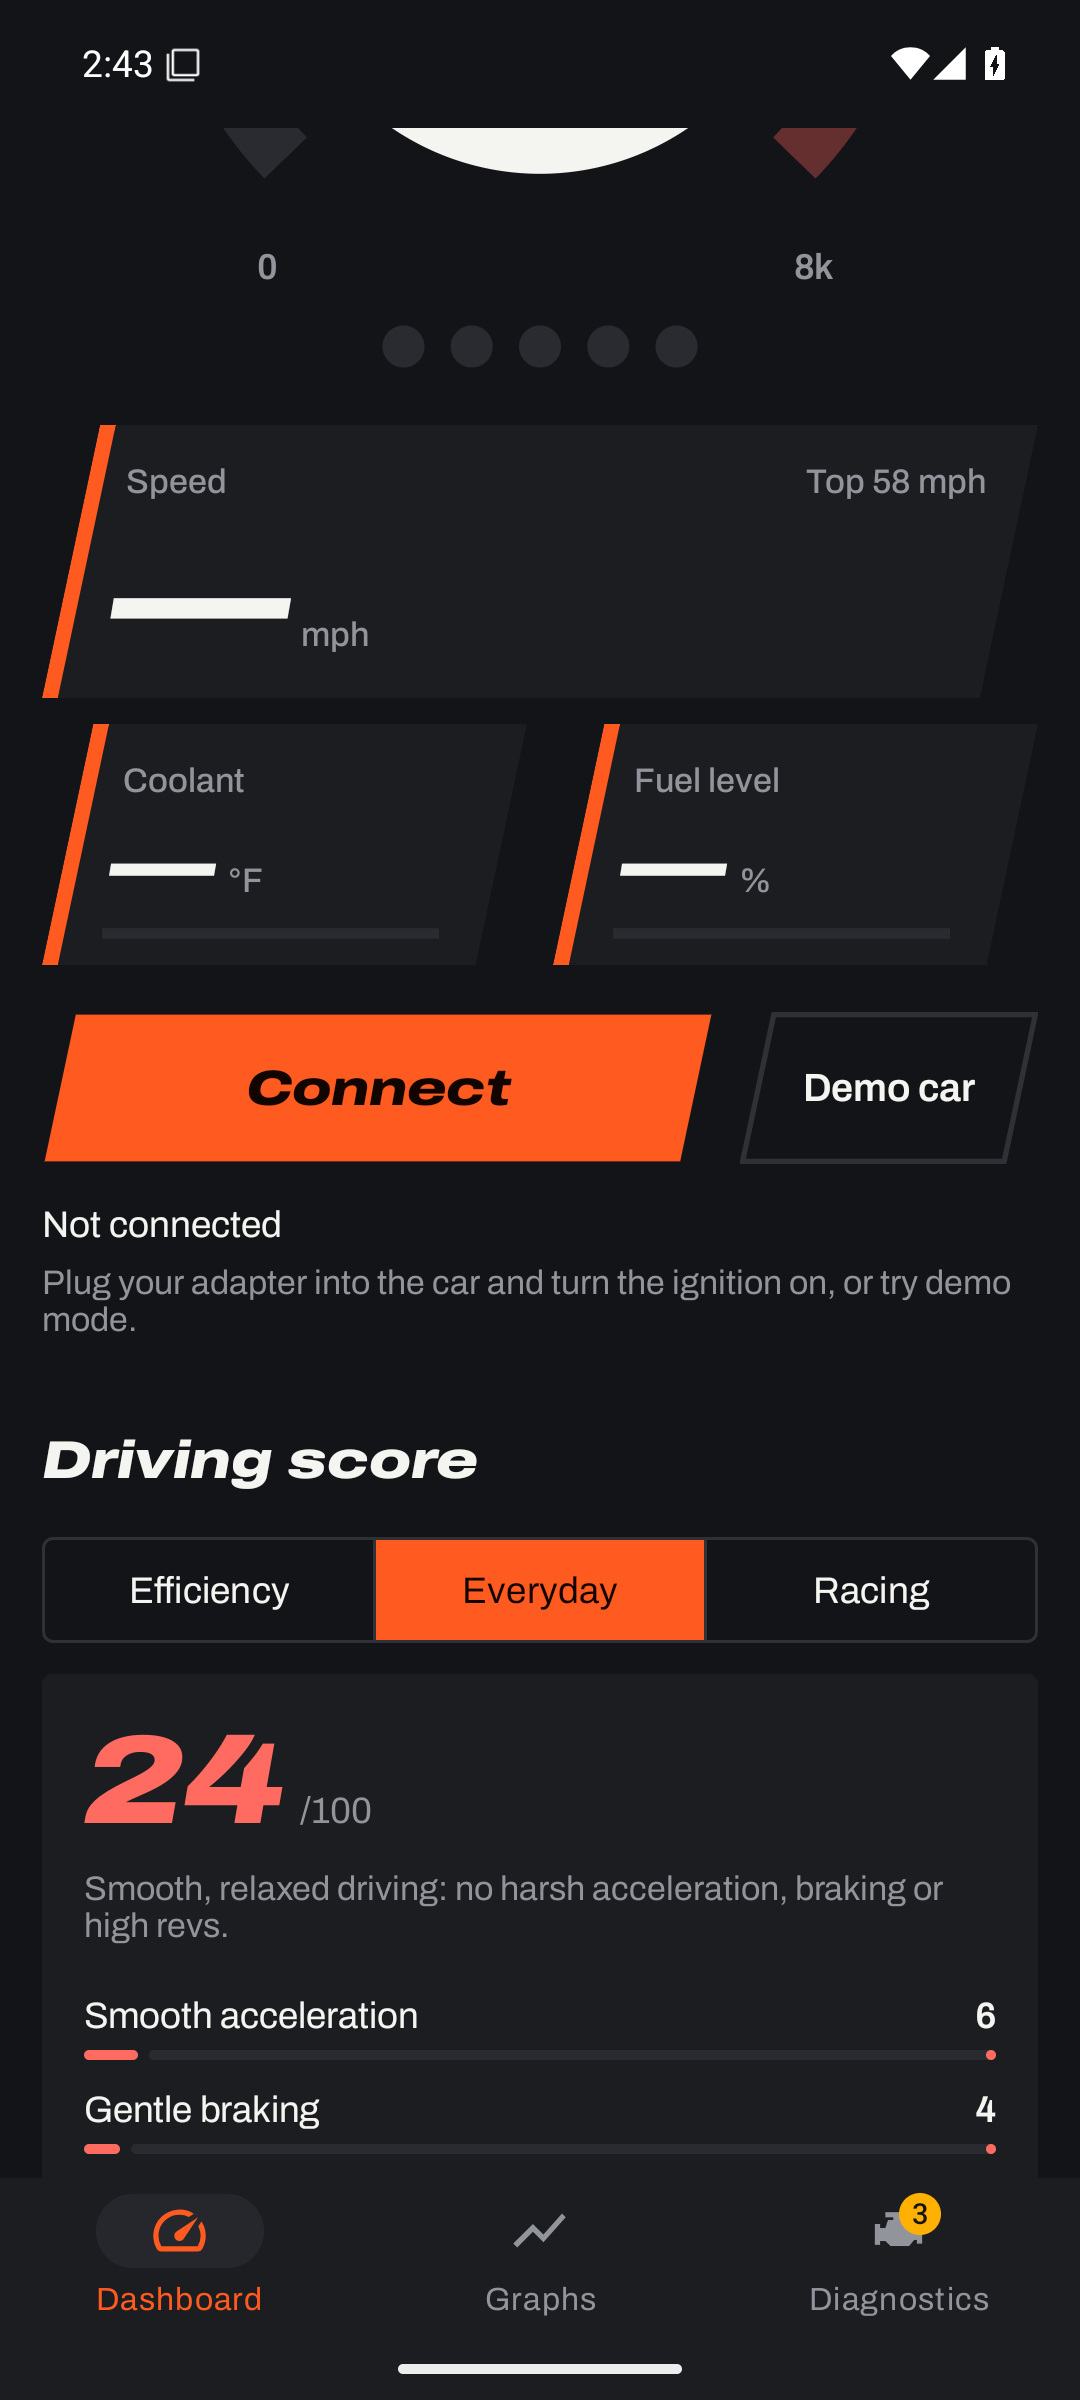 2:43
0
8k
Speed
Top 58 mph
mph
Coolant
Fuel level
°F
%
Connect
Demo car
Not connected
Plug your adapter into the car and turn the ignition on, or try demo
mode.
Driving score
Efficiency
Everyday
Racing
24 /100
Smooth, relaxed driving: no harsh acceleration, braking or
high revs.
Smooth acceleration
6
Gentle braking
4
3
Dashboard
Graphs
Diagnostics